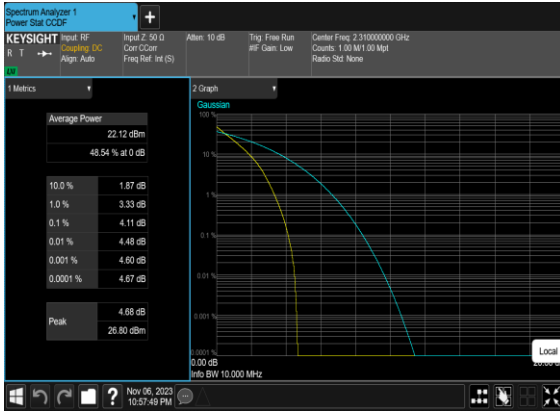 Spectrum Analyzer 1
Power Stat CCDF
KEYSIGHT
R T
Input: RF
Coupling: DC
Align: Auto
Input Z: 50 Ω
Corr CCorr
Freq Ref: Int (S)
Atten: 10 dB
Trig: Free Run
#IF Gain: Low
Center Freq: 2.310000000 GHz
Counts: 1.00 M/1.00 Mpt
Radio Std: None
1 Metrics
Average Power
22.12 dBm
48.54 % at 0 dB
10.0 % 1.87 dB
1.0 % 3.33 dB
0.1 % 4.11 dB
0.01 % 4.48 dB
0.001 % 4.60 dB
0.0001 % 4.67 dB
Peak
4.68 dB
26.80 dBm
2 Graph
Gaussian
100 %
10 %
1 %
0.1 %
0.01 %
0.001 %
0.0001 %
0.00 dB
Info BW 10.000 MHz
Local
Nov 06, 2023
10:57:49 PM